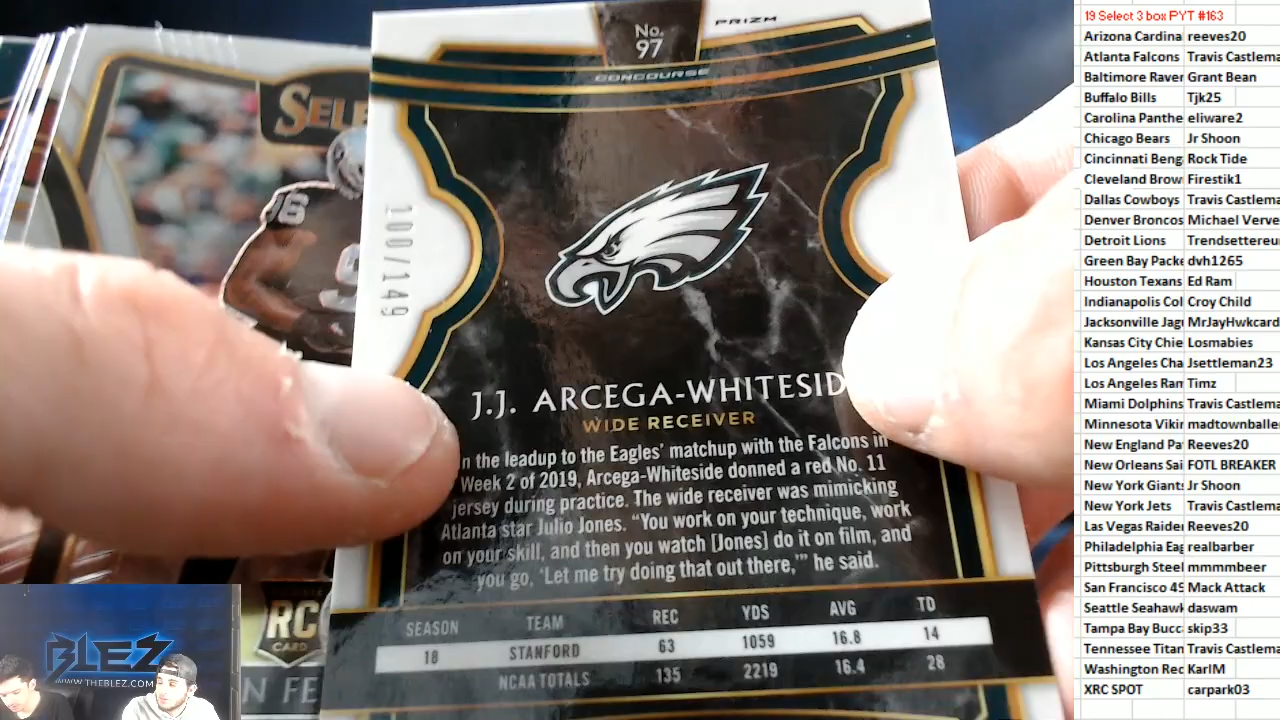 No.
97
PRIZM
CONCOURSE
100/149
J.J. ARCEGA-WHITESID
WIDE RECEIVER
n the leadup to the Eagles' matchup with the Falcons in
Week 2 of 2019, Arcega-Whiteside donned a red No. 11
jersey during practice. The wide receiver was mimicking
Atlanta star Julio Jones. "You work on your technique, work
on your skill, and then you watch [Jones] do it on film, and
you go, 'Let me try doing that out there,'" he said.
SEASON TEAM REC YDS AVG TD
18 STANFORD 63 1059 16.8 14
NCAA TOTALS 135 2219 16.4 28
SELE
RC
CARD
N FE
BLEZ
WWW.THEBLEZ.COM
19 Select 3 box PYT #163
Arizona Cardina reeves20
Atlanta Falcons Travis Castlema
Baltimore Raver Grant Bean
Buffalo Bills Tjk25
Carolina Panthe eliware2
Chicago Bears Jr Shoon
Cincinnati Beng Rock Tide
Cleveland Brow Firestik1
Dallas Cowboys Travis Castlema
Denver Broncos Michael Verve
Detroit Lions Trendsettereu
Green Bay Packe dvh1265
Houston Texans Ed Ram
Indianapolis Col Croy Child
Jacksonville Jagu MrJayHwkcard
Kansas City Chie Losmabies
Los Angeles Cha Jsettleman23
Los Angeles Ram Timz
Miami Dolphins Travis Castlema
Minnesota Vikin madtownballe
New England Pa Reeves20
New Orleans Sai FOTL BREAKER
New York Giants Jr Shoon
New York Jets Travis Castlema
Las Vegas Raide Reeves20
Philadelphia Eag realbarber
Pittsburgh Steel mmmmbeer
San Francisco 49 Mack Attack
Seattle Seahawk daswam
Tampa Bay Bucc skip33
Tennessee Titan Travis Castlema
Washington Red KarlM
XRC SPOT carpark03